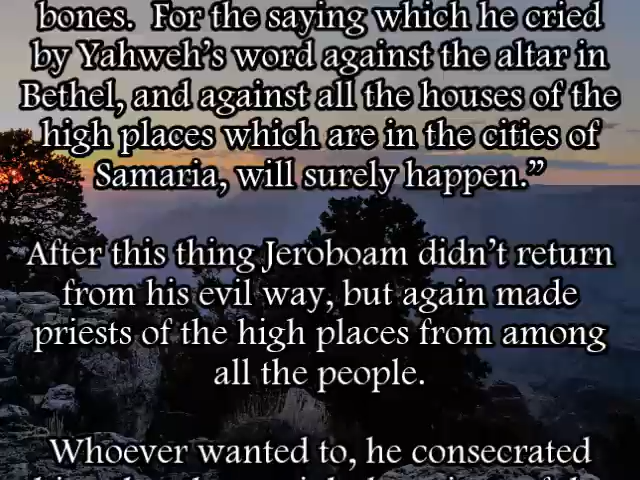 bones.  For the saying which he cried
by Yahweh’s word against the altar in
Bethel, and against all the houses of the
high places which are in the cities of
Samaria, will surely happen.”
After this thing Jeroboam didn’t return
from his evil way, but again made
priests of the high places from among
all the people.
Whoever wanted to, he consecrated